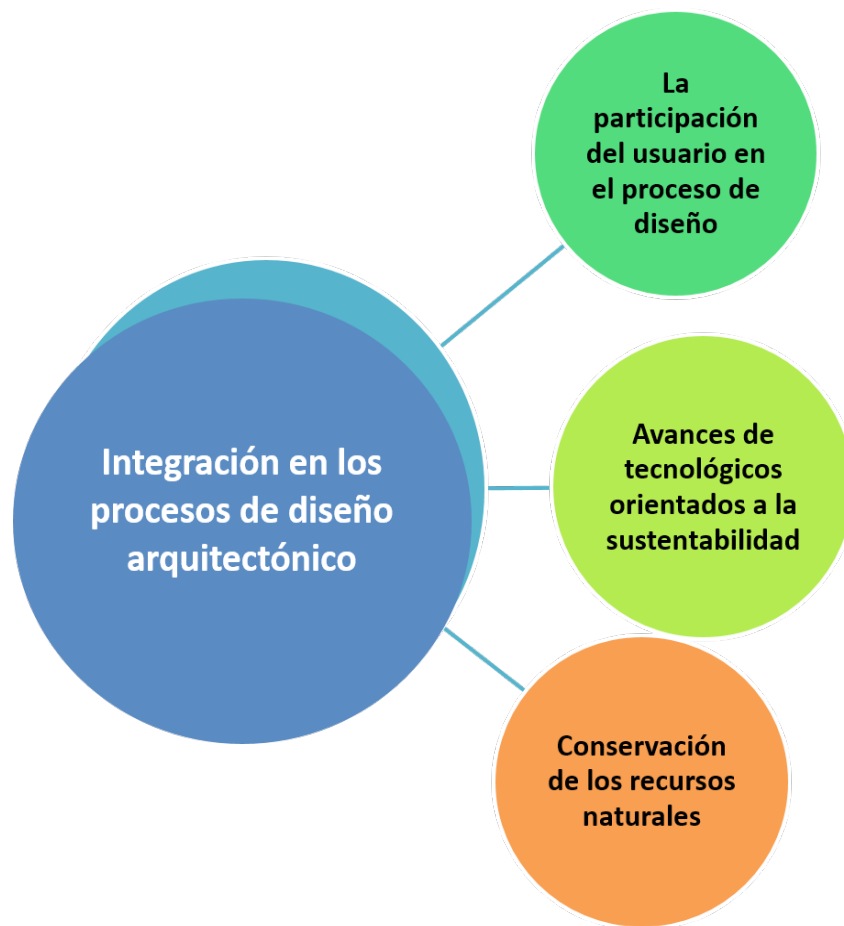 La
participación
del usuario en
el proceso de
diseño
Integración en los
procesos de diseño
arquitectónico
Avances de
tecnológicos
orientados a la
sustentabilidad
Conservación
de los recursos
naturales